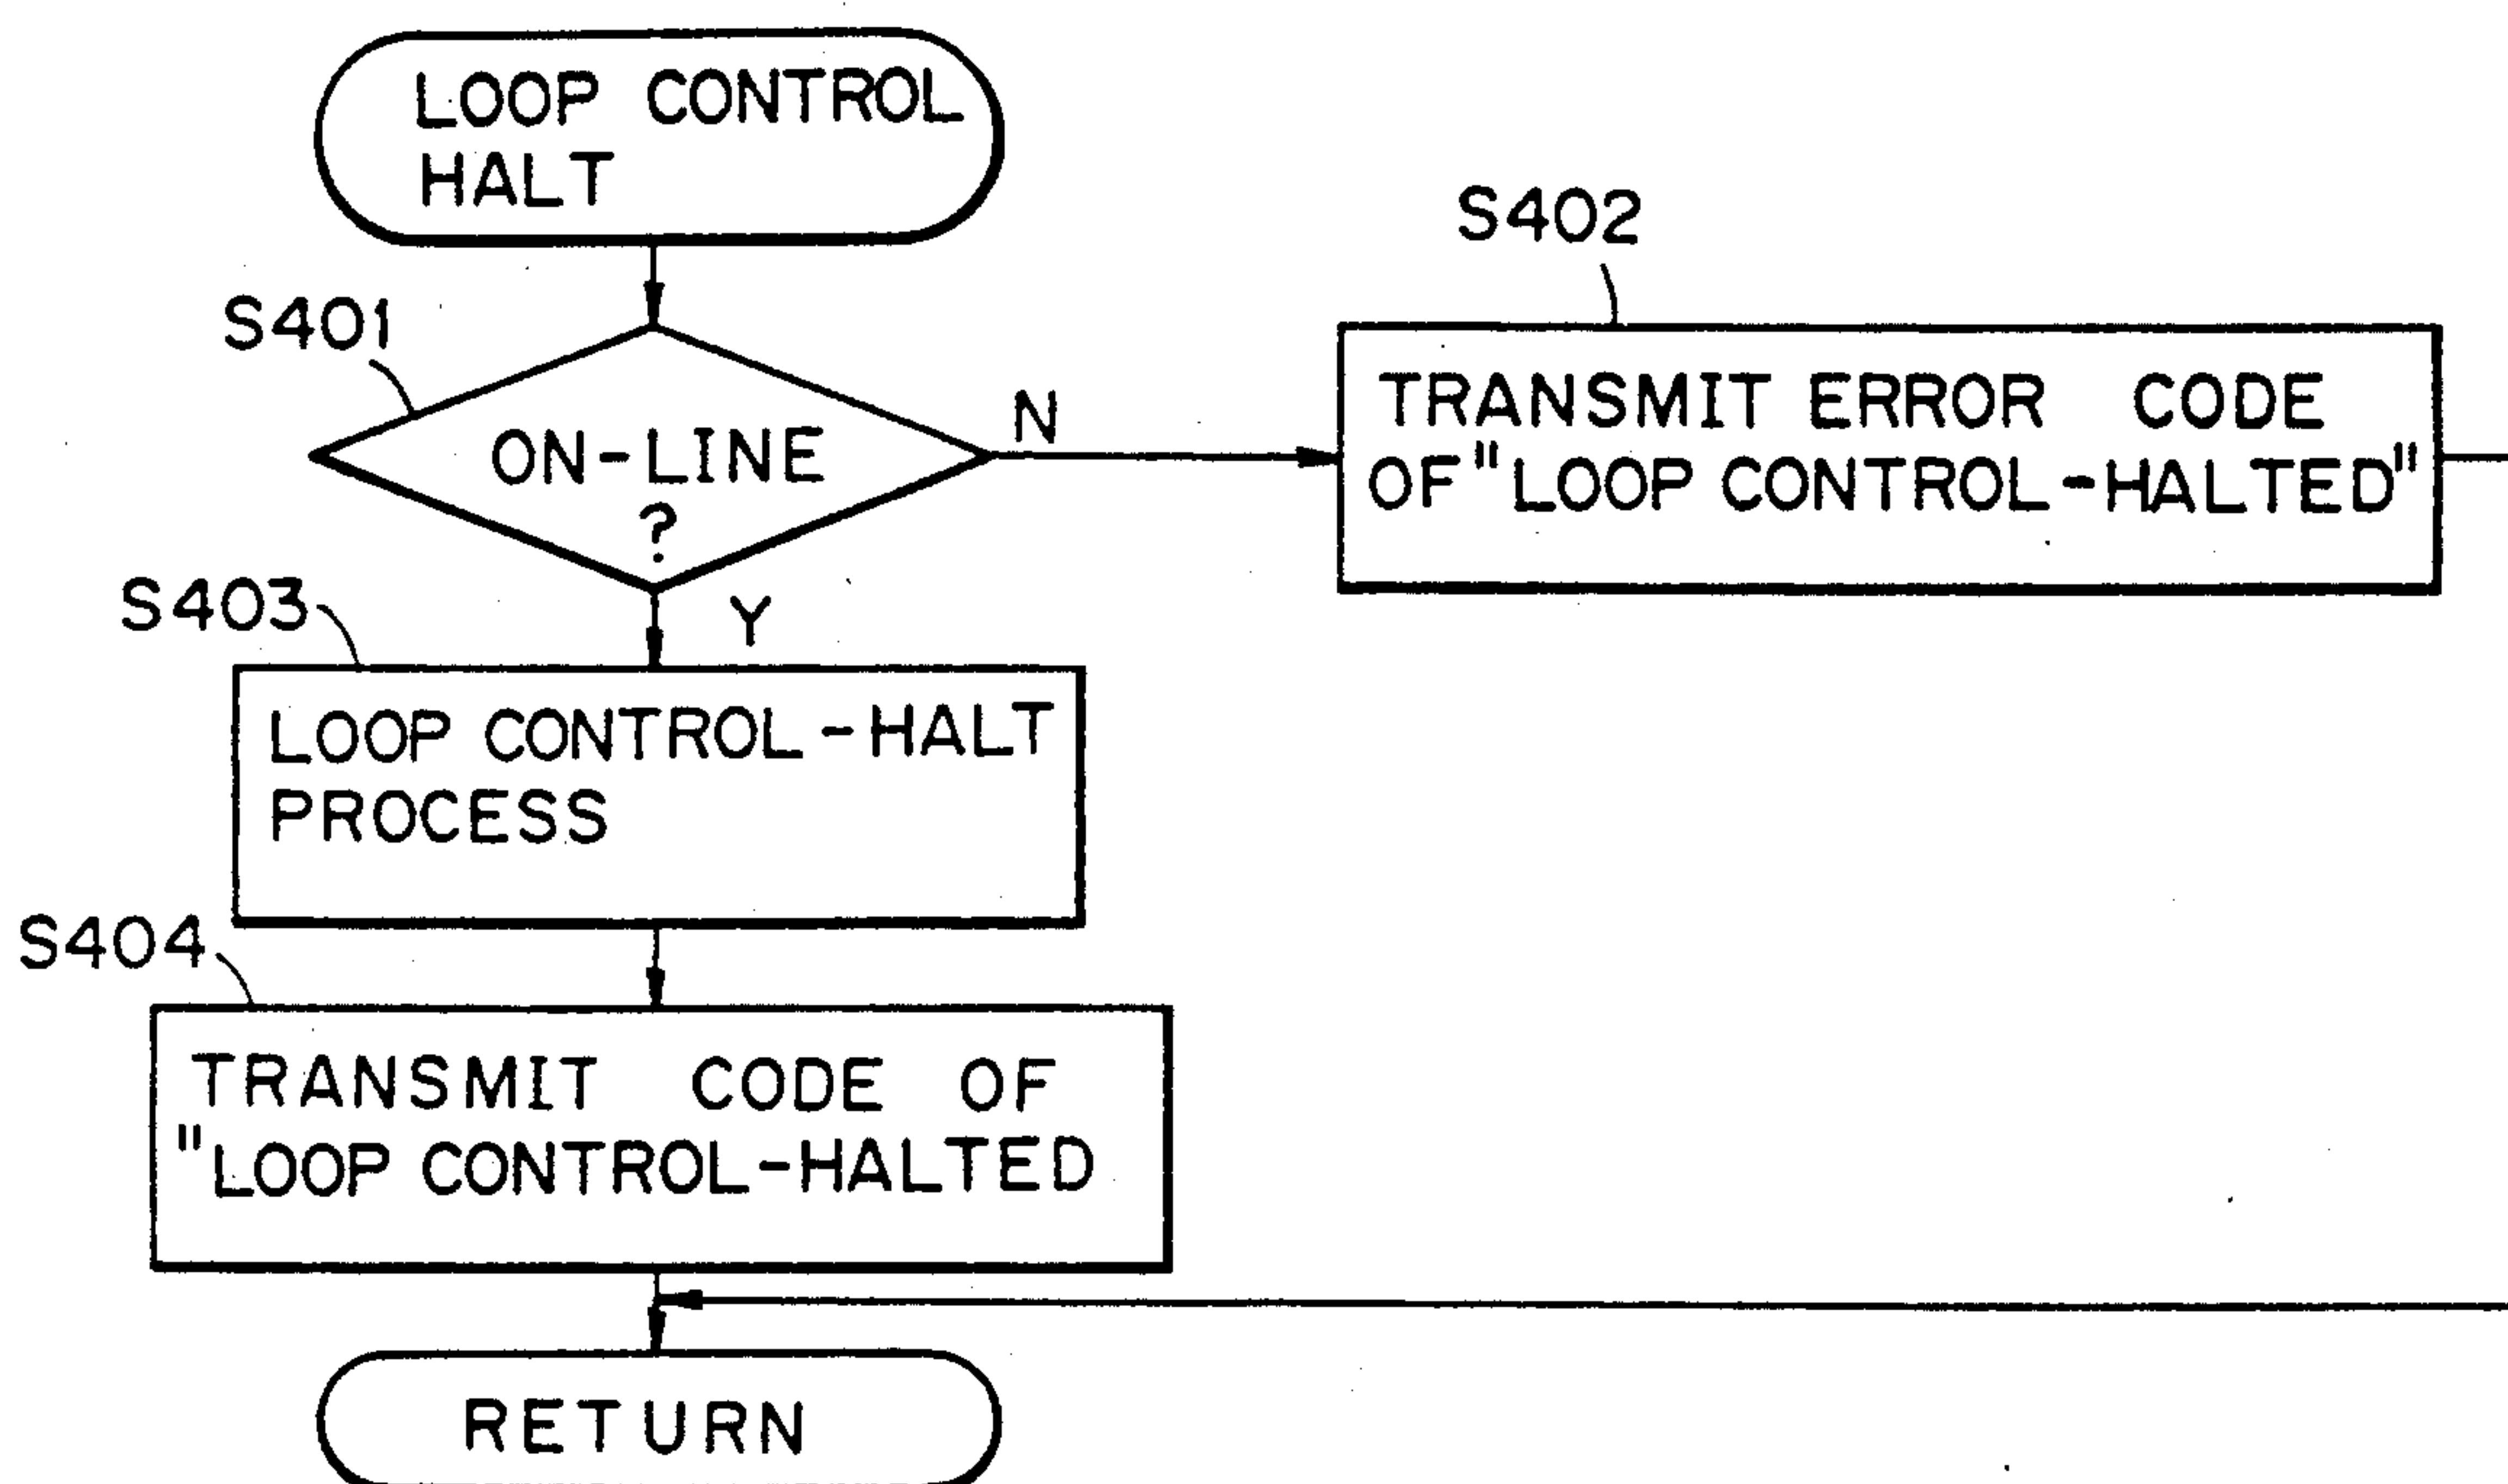 LOOP CONTROL
HALT
S401
ON-LINE
?
N
S402
TRANSMIT ERROR CODE
OF "LOOP CONTROL-HALTED"
Y
S403
LOOP CONTROL-HALT
PROCESS
S404
TRANSMIT CODE OF
"LOOP CONTROL-HALTED
RETURN